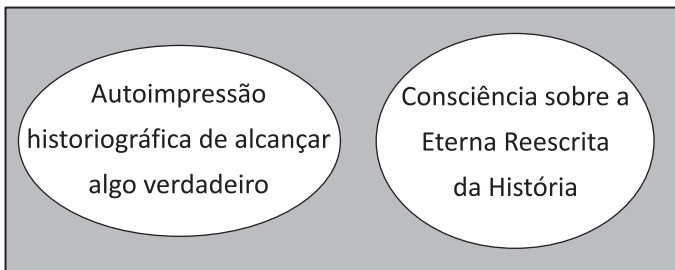 Autoimpressão
historiográfica de alcançar
algo verdadeiro
Consciência sobre a
Eterna Reescrita
da História